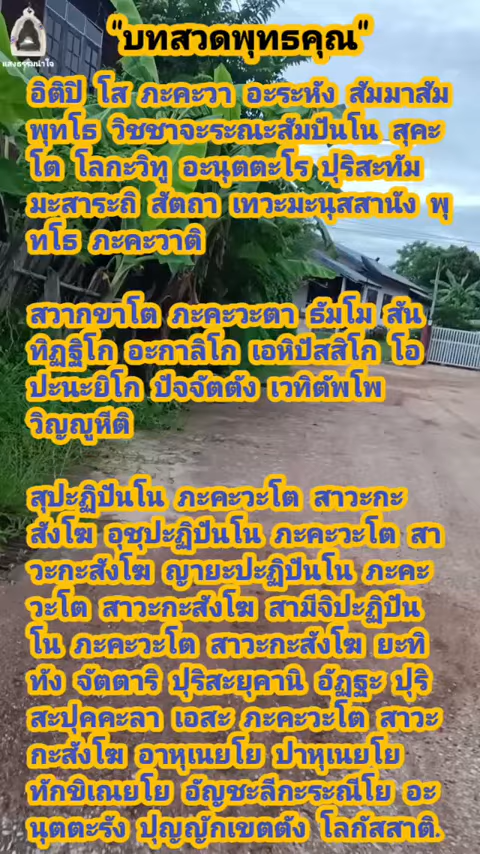 "บทสวดพุทธคุณ"
แสงธรรมนำใจ
อิติปิ โส ภะคะวา อะระหัง สัมมาสัม
พุทโธ วิชชาจะระณะสัมปันโน สุคะ
โต โลกะวิทู อะนุตตะโร ปุริสะทัม
มะสาระถิ สัตถา เทวะมะนุสสานัง พุ
ทโธ ภะคะวาติ
สวากขาโต ภะคะวะตา ธัมโม สัน
ทิฏฐิโก อะกาลิโก เอหิปัสสิโก โอ
ปะนะยิโก ปัจจัตตัง เวทิตัพโพ
วิญญูหีติ
สุปะฏิปันโน ภะคะวะโต สาวะกะ
สังโฆ อุชุปะฏิปันโน ภะคะวะโต สา
วะกะสังโฆ ญายะปะฏิปันโน ภะคะ
วะโต สาวะกะสังโฆ สามีจิปะฏิปัน
โน ภะคะวะโต สาวะกะสังโฆ ยะทิ
ทัง จัตตาริ ปุริสะยุคานิ อัฏฐะ ปุริ
สะปุคคะลา เอสะ ภะคะวะโต สาวะ
กะสังโฆ อาหุเนยโย ปาหุเนยโย
ทักขิเณยโย อัญชะลีกะระณีโย อะ
นุตตะรัง ปุญญักเขตตัง โลกัสสาติ.